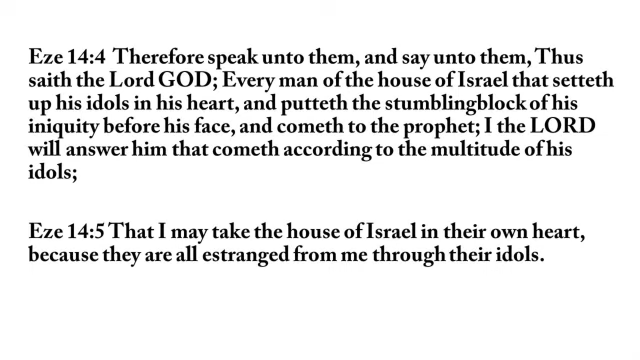 Eze 14:4  Therefore speak unto them, and say unto them, Thus
saith the Lord GOD; Every man of the house of Israel that setteth
up his idols in his heart, and putteth the stumblingblock of his
iniquity before his face, and cometh to the prophet; I the LORD
will answer him that cometh according to the multitude of his
idols;
Eze 14:5 That I may take the house of Israel in their own heart,
because they are all estranged from me through their idols.